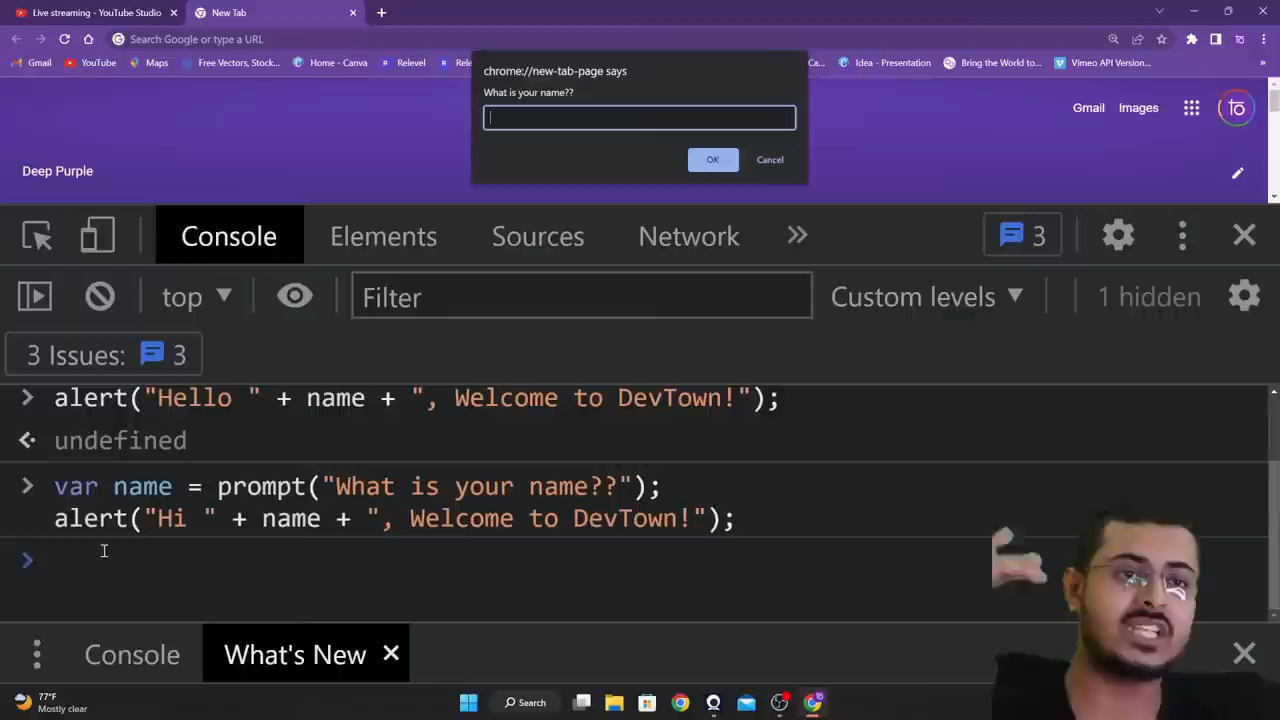 Live streaming - YouTube Studio
New Tab
Search Google or type a URL
Gmail
YouTube
Maps
Free Vectors, Stock...
Home - Canva
Relevel
Rele
Ca...
Idea - Presentation
Bring the World to...
Vimeo API Version...
chrome://new-tab-page says
What is your name??
OK
Cancel
Gmail
Images
Deep Purple
Console
Elements
Sources
Network
3
top
Filter
Custom levels
1 hidden
3 Issues: 3
alert("Hello " + name + ", Welcome to DevTown!");
undefined
var name = prompt("What is your name??");
alert("Hi " + name + ", Welcome to DevTown!");
Console
What's New
77°F
Mostly clear
Search